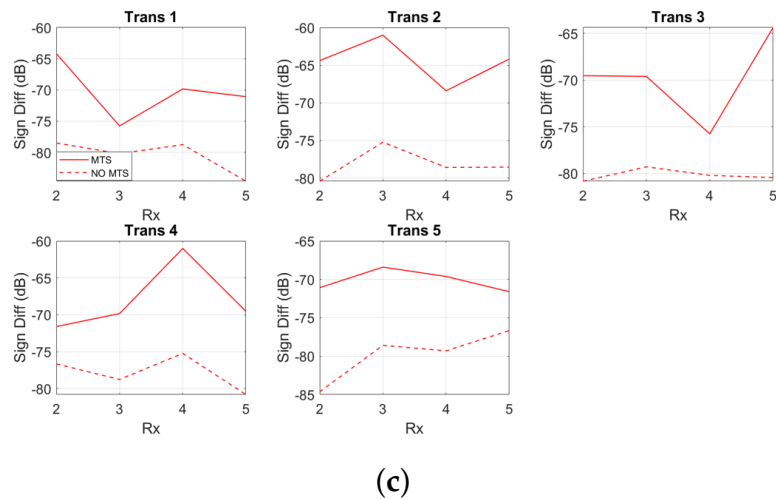 Trans 1
Sign Diff (dB)
-60
-65
-70
-75
-80
MTS
NO MTS
2 3 4 5
Rx
Trans 2
Sign Diff (dB)
-60
-65
-70
-75
-80
2 3 4 5
Rx
Trans 3
Sign Diff (dB)
-65
-70
-75
-80
2 3 4 5
Rx
Trans 4
Sign Diff (dB)
-60
-65
-70
-75
-80
2 3 4 5
Rx
Trans 5
Sign Diff (dB)
-65
-70
-75
-80
-85
2 3 4 5
Rx
(c)